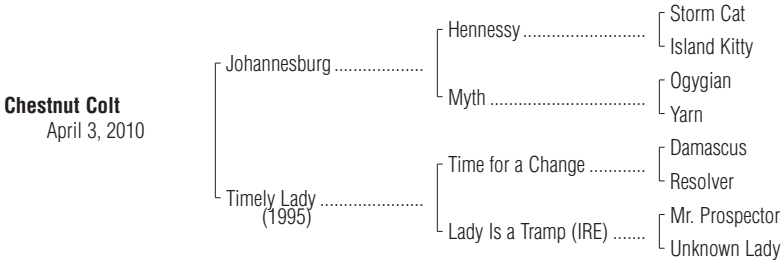 Storm Cat
Hennessy ..........................
Island Kitty
Johannesburg ...................
Ogygian
Myth .................................
Yarn
Chestnut Colt
April 3, 2010
Damascus
Time for a Change ............
Resolver
Timely Lady ......................
(1995)
Mr. Prospector
Lady Is a Tramp (IRE) .......
Unknown Lady